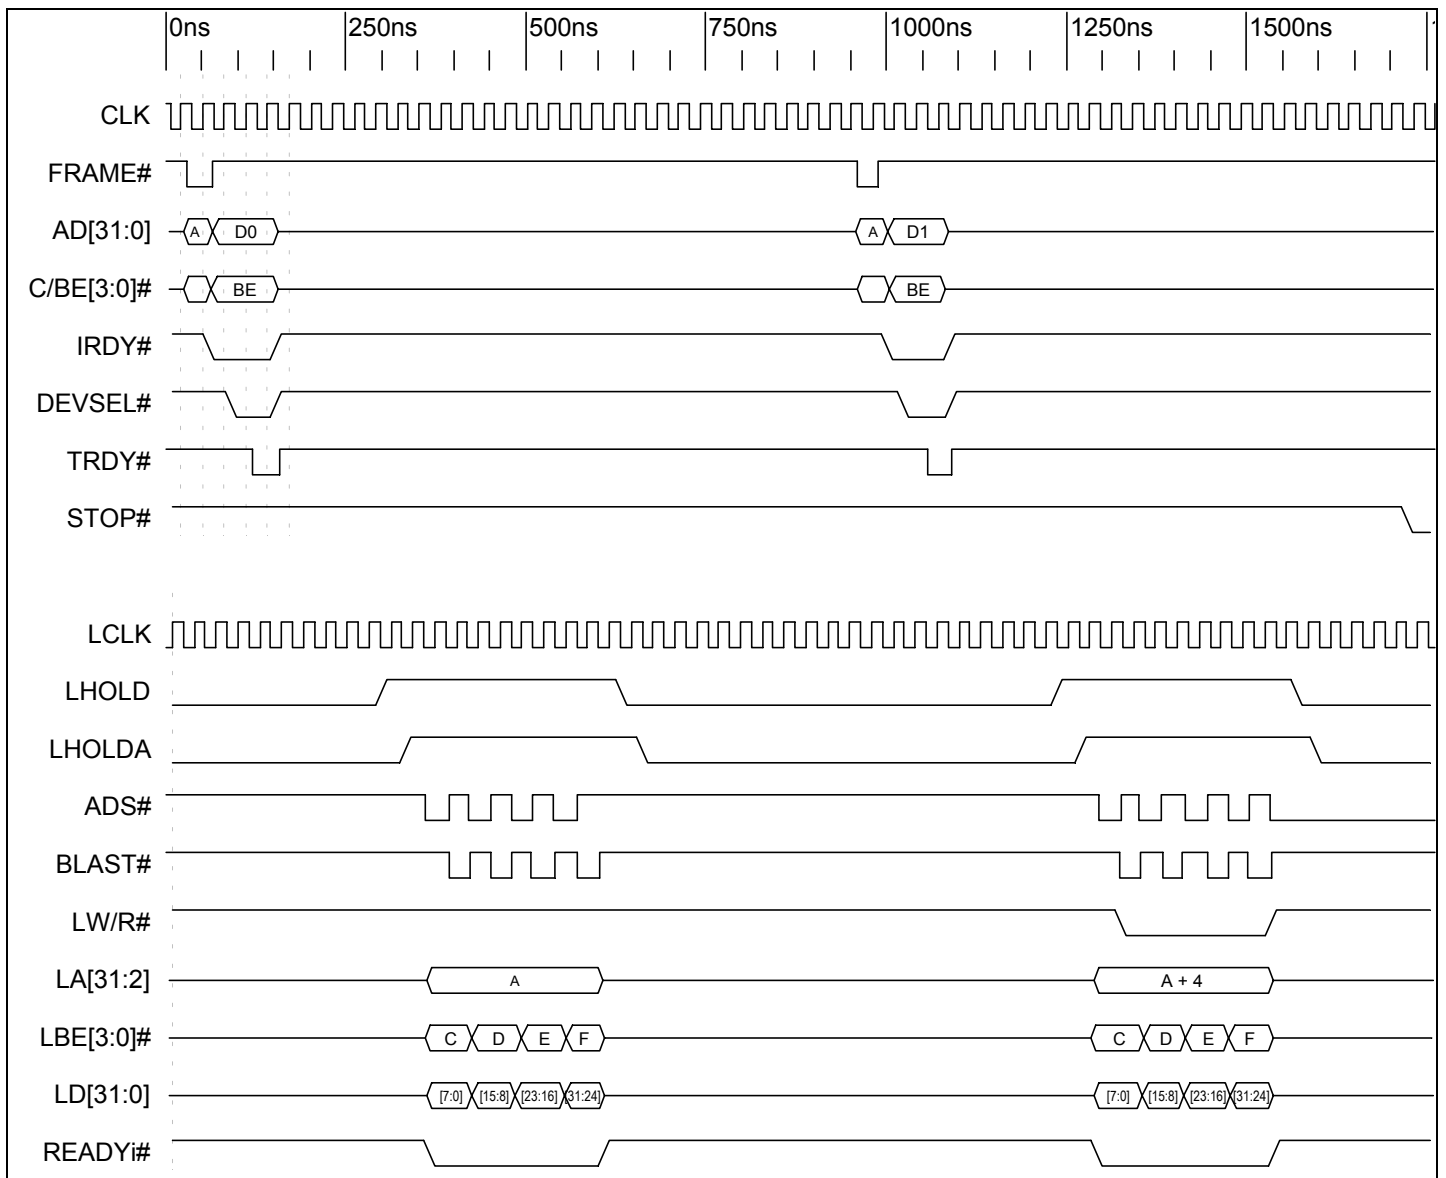 0ns 250ns 500ns 750ns 1000ns 1250ns 1500ns
CLK
FRAME#
AD[31:0] A D0 A D1
C/BE[3:0]# BE BE
IRDY#
DEVSEL#
TRDY#
STOP#
LCLK
LHOLD
LHOLDA
ADS#
BLAST#
LW/R#
LA[31:2] A A + 4
LBE[3:0]# C D E F C D E F
LD[31:0] [7:0] [15:8] [23:16] [31:24] [7:0] [15:8] [23:16] [31:24]
READYi#